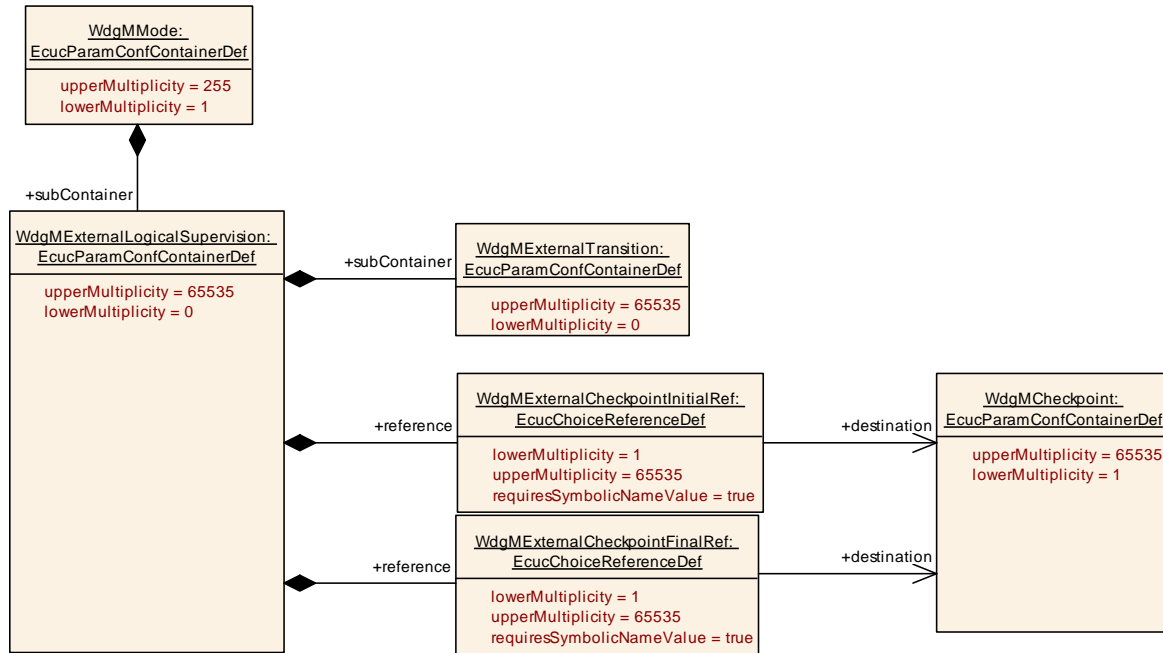 WdgMMode:
EcucParamConfContainerDef
upperMultiplicity = 255
lowerMultiplicity = 1
+subContainer
WdgMExternalLogicalSupervision:
EcucParamConfContainerDef
upperMultiplicity = 65535
lowerMultiplicity = 0
+subContainer
WdgMExternalTransition:
EcucParamConfContainerDef
upperMultiplicity = 65535
lowerMultiplicity = 0
+reference
WdgMExternalCheckpointInitialRef:
EcucChoiceReferenceDef
lowerMultiplicity = 1
upperMultiplicity = 65535
requiresSymbolicNameValue = true
+destination
WdgMCheckpoint:
EcucParamConfContainerDef
upperMultiplicity = 65535
lowerMultiplicity = 1
+reference
WdgMExternalCheckpointFinalRef:
EcucChoiceReferenceDef
lowerMultiplicity = 1
upperMultiplicity = 65535
requiresSymbolicNameValue = true
+destination